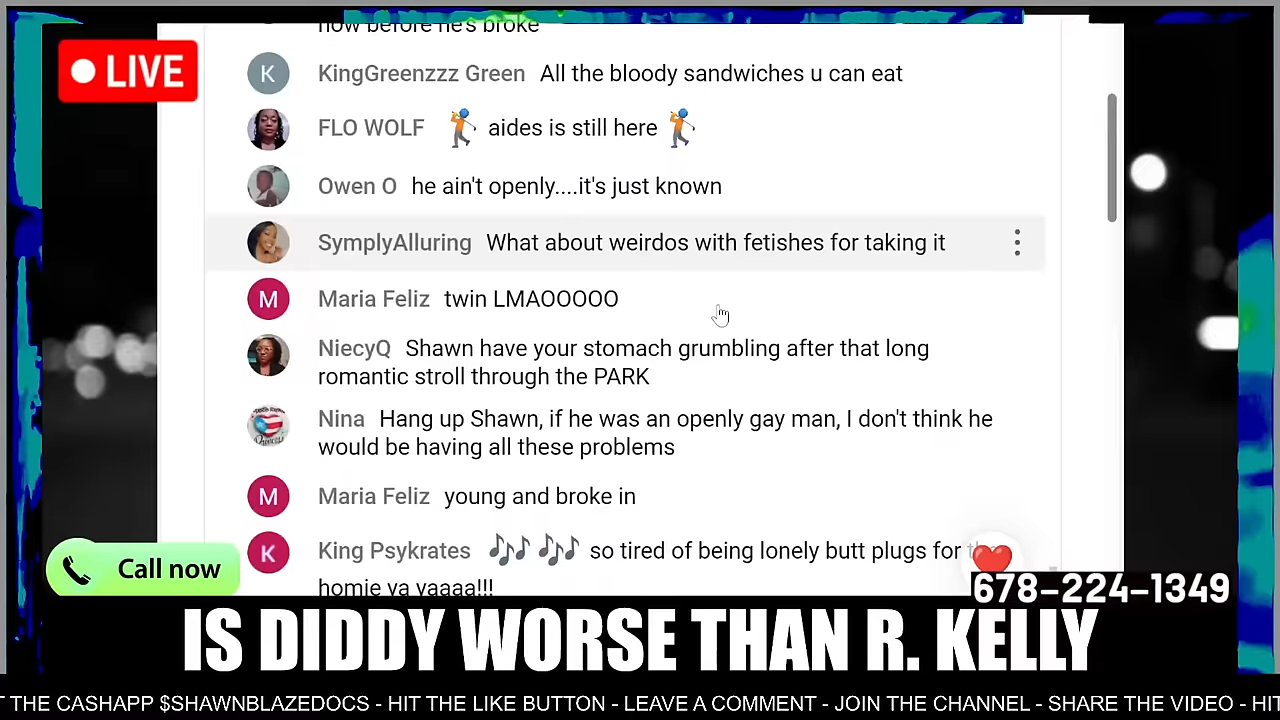 now before he's broke
LIVE
K KingGreenzzz Green All the bloody sandwiches u can eat
FLO WOLF aides is still here
Owen O he ain't openly....it's just known
SymplyAlluring What about weirdos with fetishes for taking it
M Maria Feliz twin LMAOOOOO
NiecyQ Shawn have your stomach grumbling after that long
romantic stroll through the PARK
Nina Hang up Shawn, if he was an openly gay man, I don't think he
would be having all these problems
M Maria Feliz young and broke in
K King Psykrates so tired of being lonely butt plugs for
homie ya yaaaa!!!
Call now
678-224-1349
IS DIDDY WORSE THAN R. KELLY
T THE CASHAPP $SHAWNBLAZEDOCS - HIT THE LIKE BUTTON - LEAVE A COMMENT - JOIN THE CHANNEL - SHARE THE VIDEO - HI